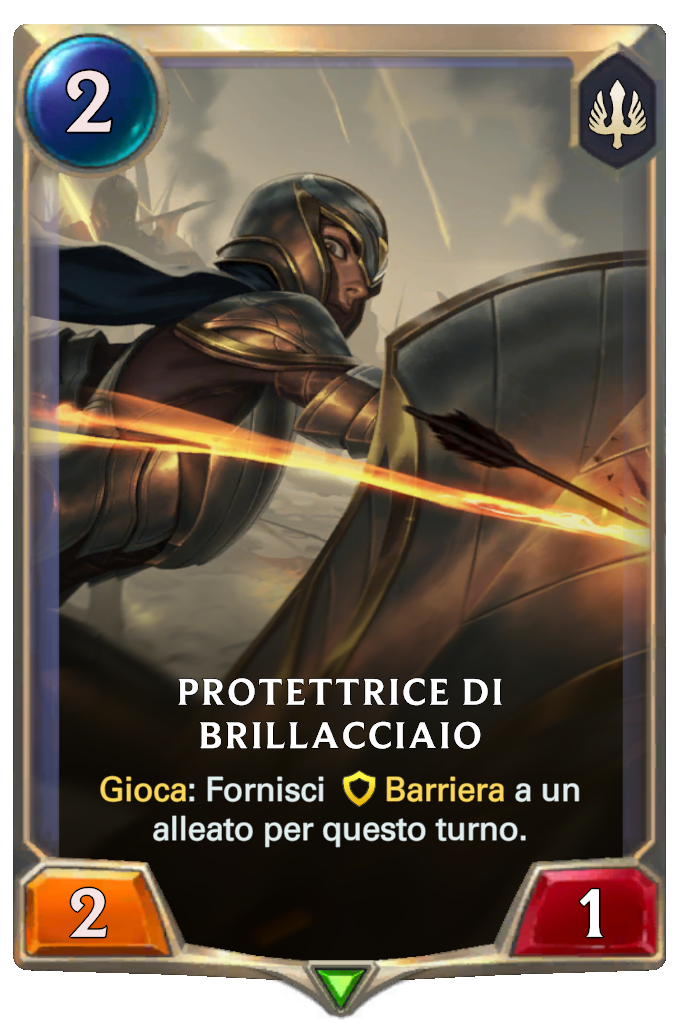 2
PROTETTRICE DI
BRILLACCIAIO
Gioca: Fornisci Barriera a un
alleato per questo turno.
2
1